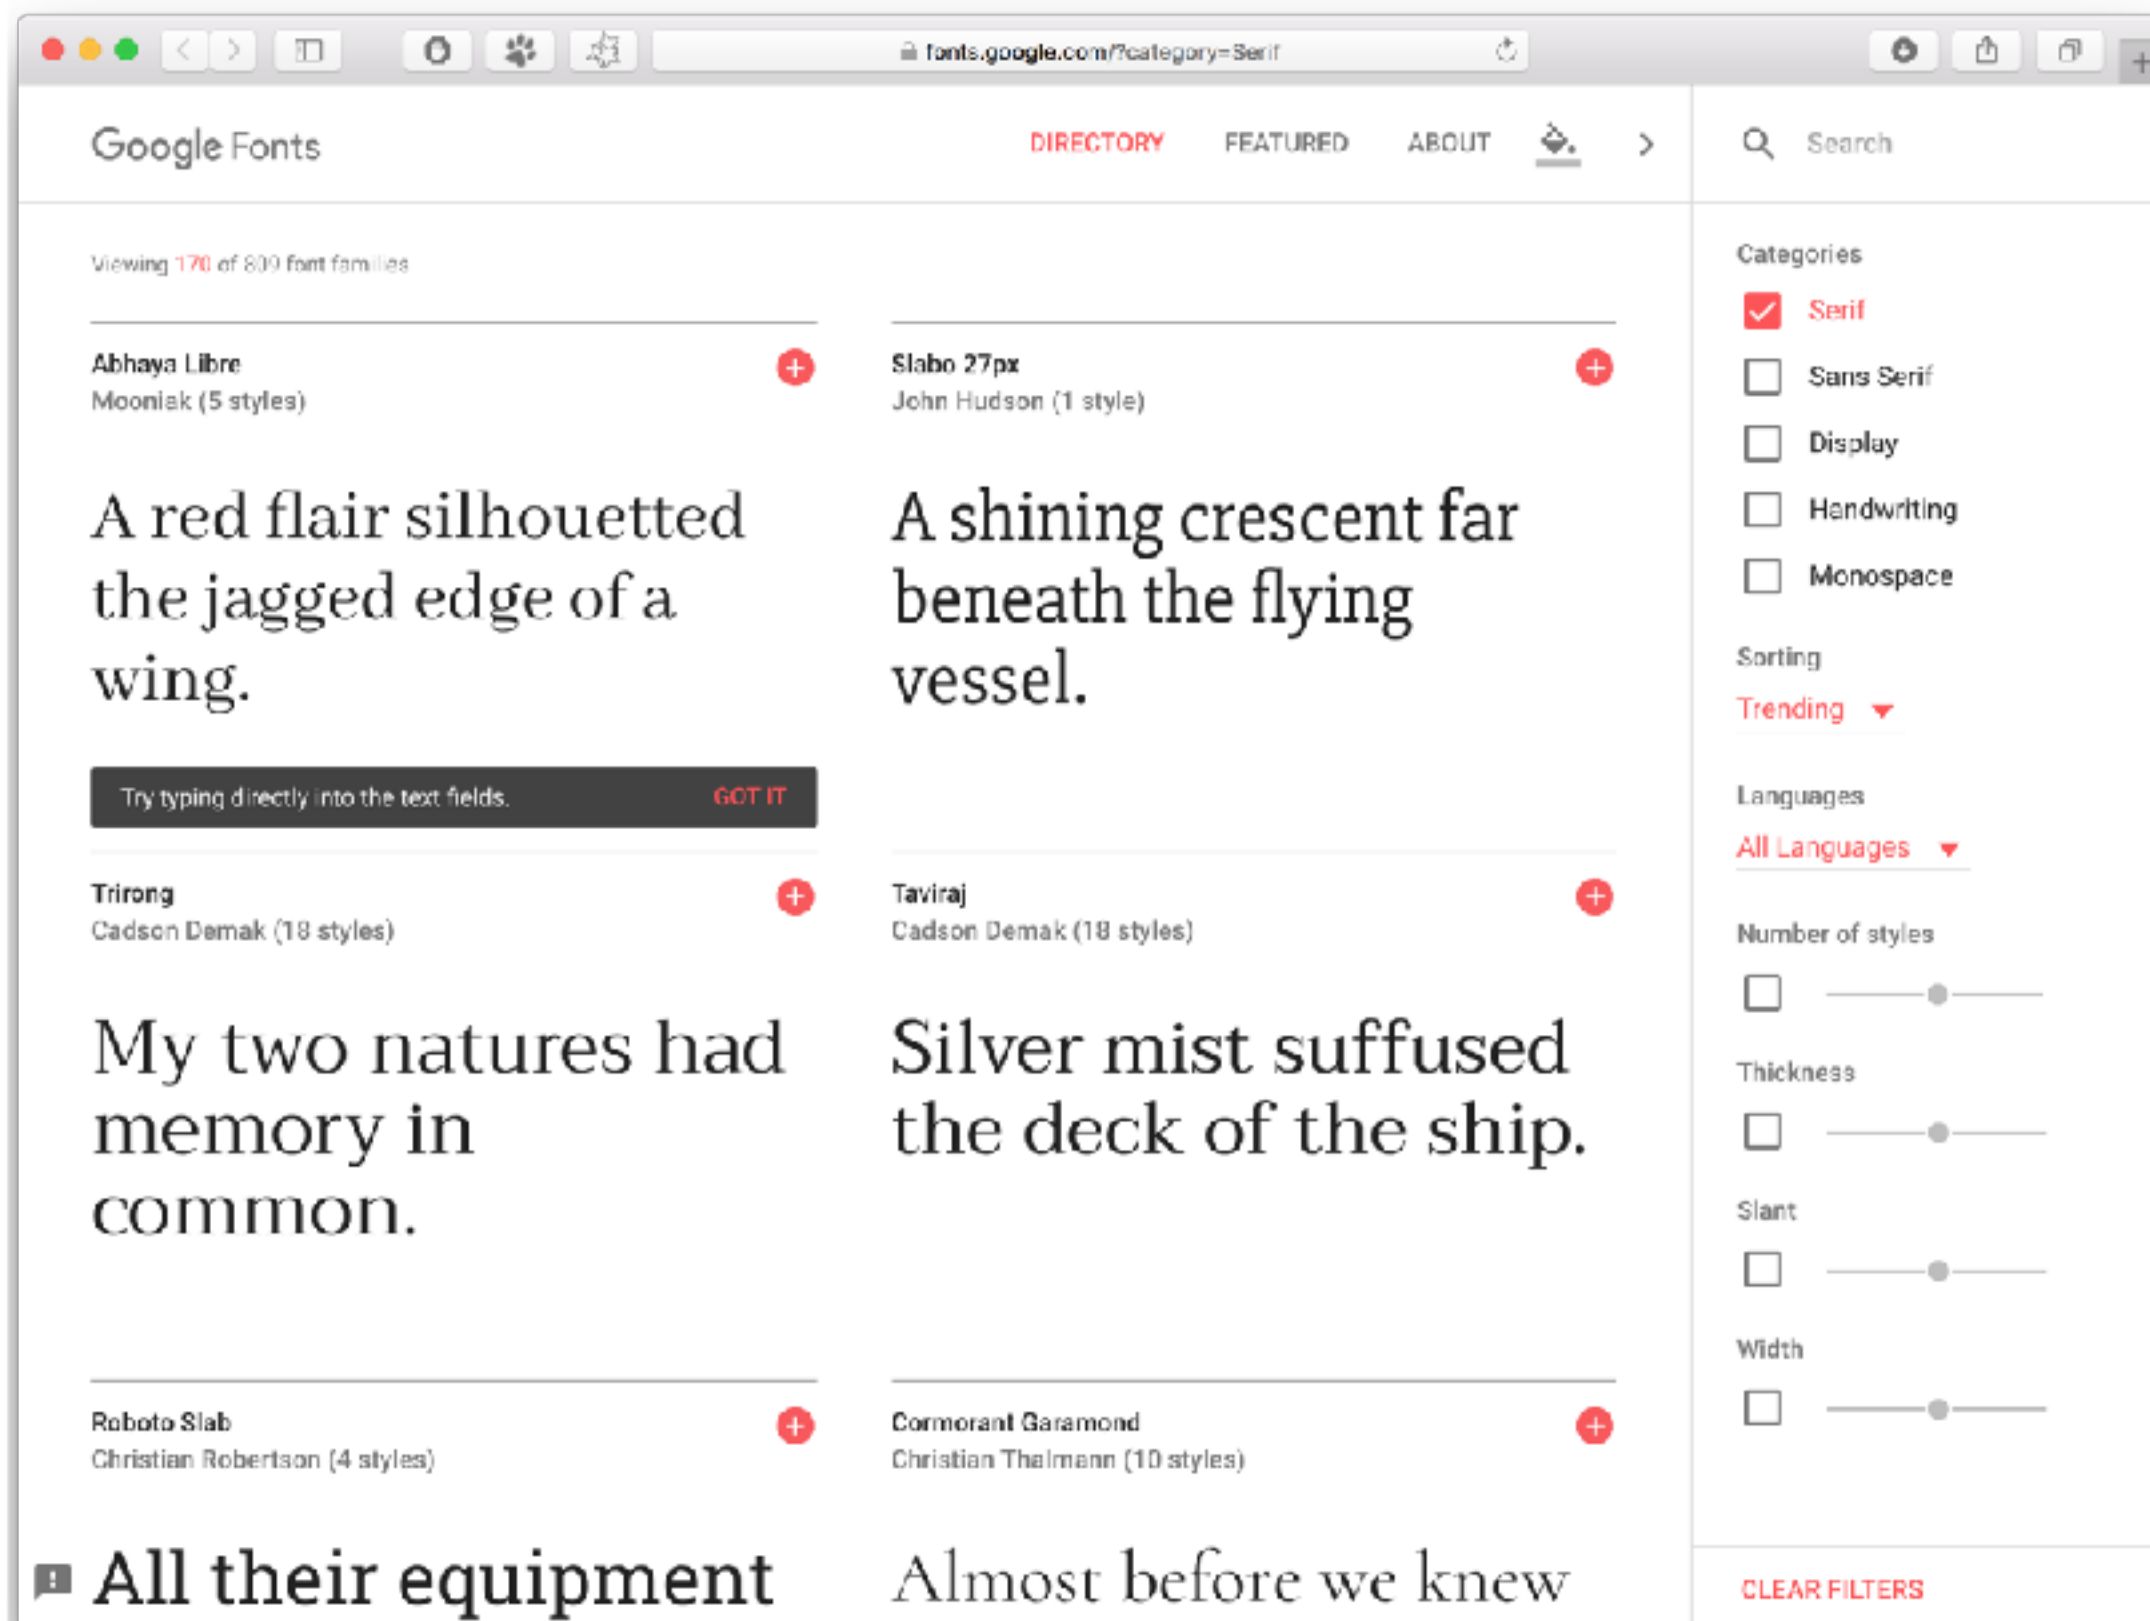 fonts.google.com/?category=Serif
Google Fonts
DIRECTORY
FEATURED
ABOUT
Search
Viewing 170 of 809 font families
Abhaya Libre
Mooniak (5 styles)
A red flair silhouetted
the jagged edge of a
wing.
Try typing directly into the text fields.
GOT IT
Slabo 27px
John Hudson (1 style)
A shining crescent far
beneath the flying
vessel.
Trirong
Cadson Demak (18 styles)
My two natures had
memory in
common.
Taviraj
Cadson Demak (18 styles)
Silver mist suffused
the deck of the ship.
Roboto Slab
Christian Robertson (4 styles)
All their equipment
Cormorant Garamond
Christian Thalmann (10 styles)
Almost before we knew
Categories
Serif
Sans Serif
Display
Handwriting
Monospace
Sorting
Trending
Languages
All Languages
Number of styles
Thickness
Slant
Width
CLEAR FILTERS